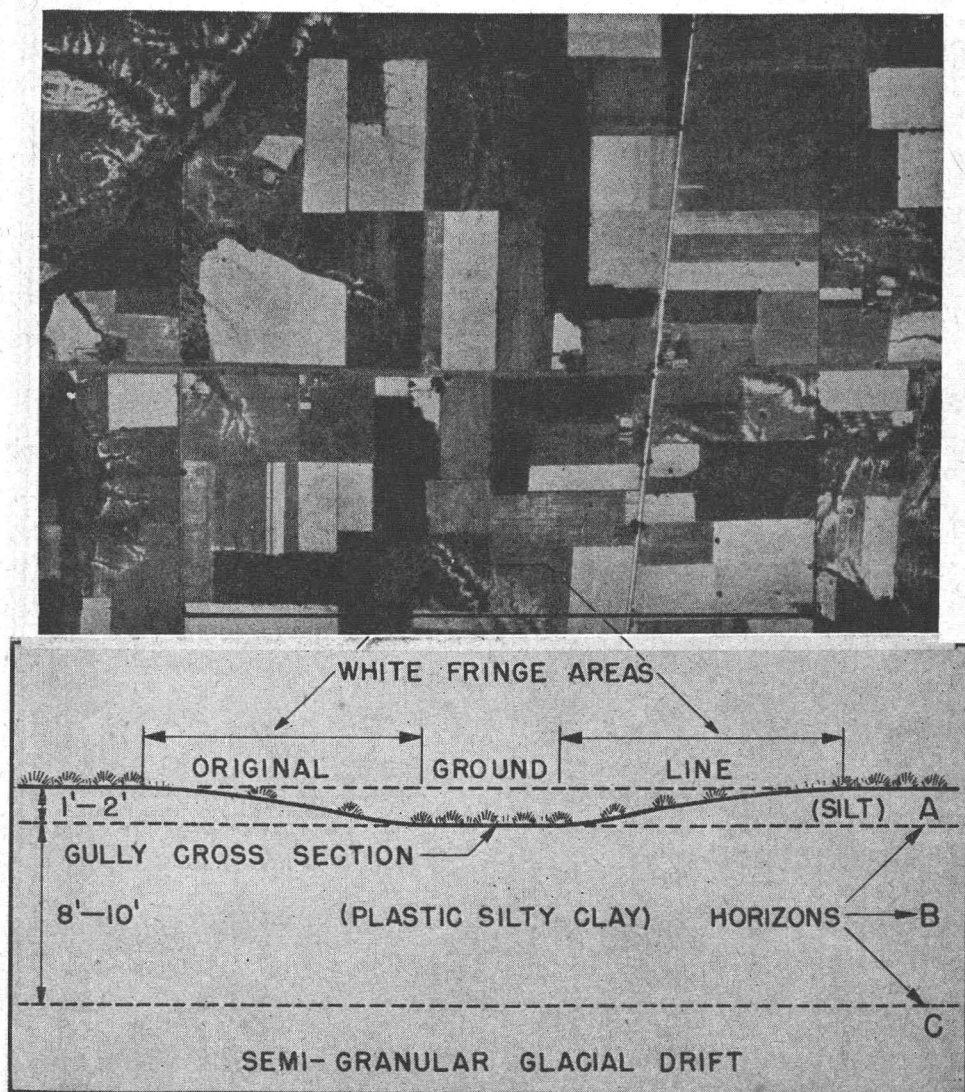 WHITE FRINGE AREAS
ORIGINAL GROUND LINE
1'–2' (SILT) A
GULLY CROSS SECTION
8'–10' (PLASTIC SILTY CLAY) HORIZONS B
C
SEMI-GRANULAR GLACIAL DRIFT